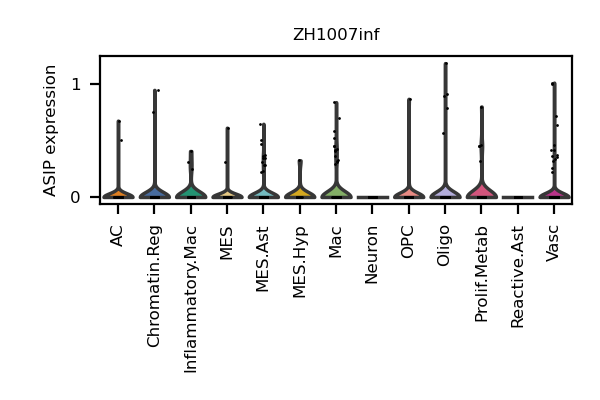 ZH1007inf
ASIP expression
1
0
AC
Chromatin.Reg
Inflammatory.Mac
MES
MES.Ast
MES.Hyp
Mac
Neuron
OPC
Oligo
Prolif.Metab
Reactive.Ast
Vasc